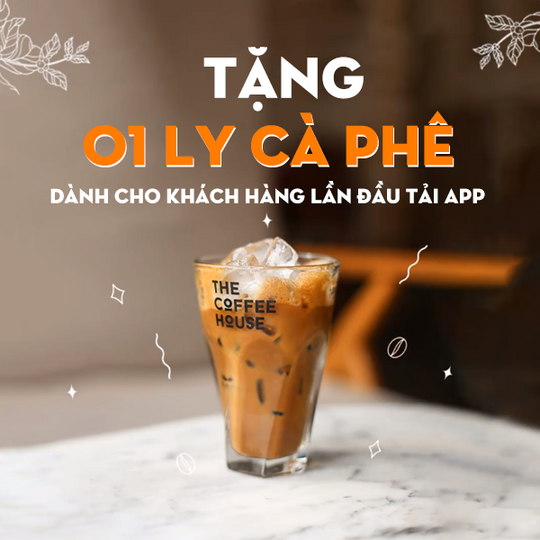 TẶNG
01 LY CÀ PHÊ
DÀNH CHO KHÁCH HÀNG LẦN ĐẦU TẢI APP
THE
COFFEE
HOUSE